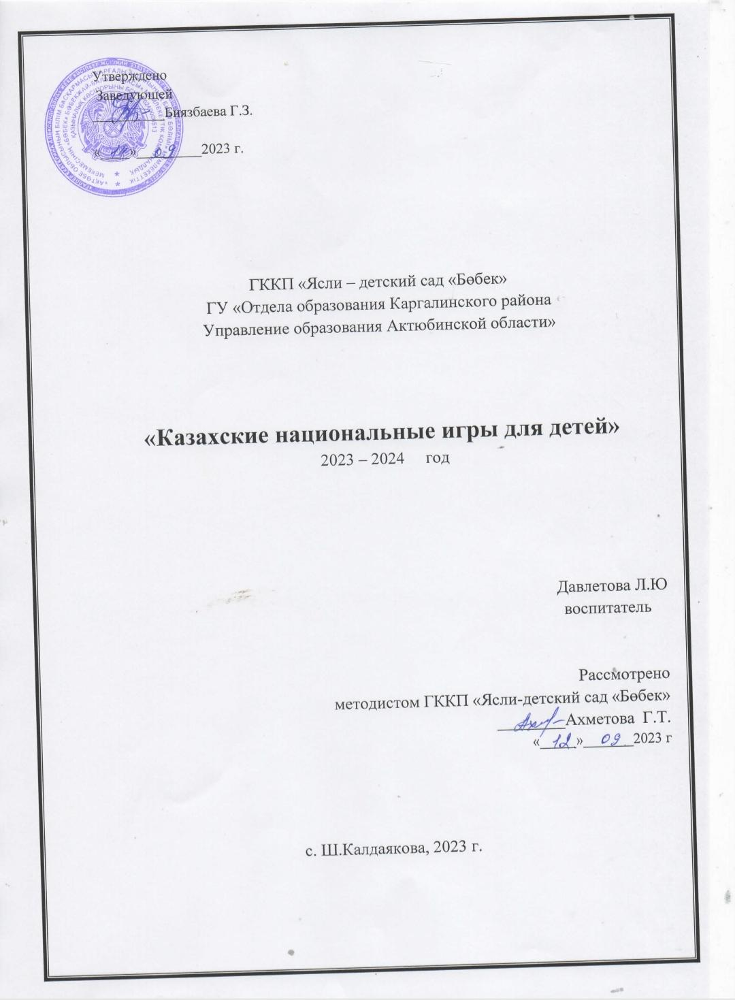 Утверждено
Заведующей
Биязбаева Г.З.
«14» 09 2023 г.
ГККП «Ясли – детский сад «Бөбек»
ГУ «Отдела образования Каргалинского района
Управление образования Актюбинской области»
«Казахские национальные игры для детей»
2023 – 2024 год
Давлетова Л.Ю
воспитатель
Рассмотрено
методистом ГККП «Ясли-детский сад «Бөбек»
Ахметова Г.Т.
«12» 09 2023 г
с. Ш.Калдаякова, 2023 г.